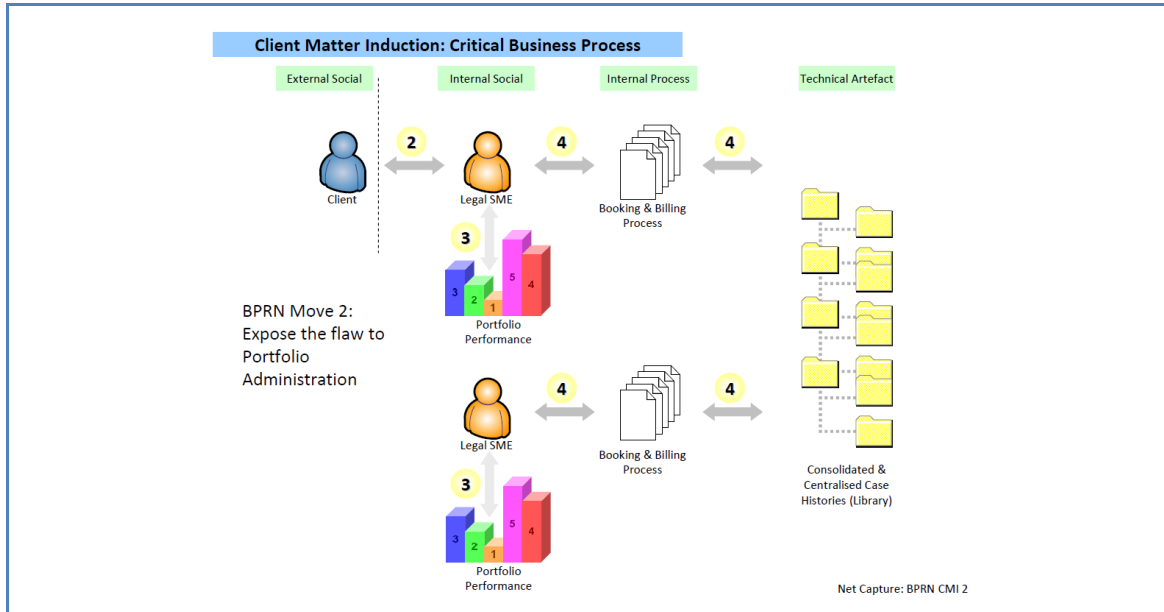 Client Matter Induction: Critical Business Process
External Social
Internal Social
Internal Process
Technical Artefact
2
4
4
Client
Legal SME
Booking & Billing
Process
3
3
2
1
5
4
Portfolio
Performance
BPRN Move 2:
Expose the flaw to
Portfolio
Administration
4
4
Legal SME
Booking & Billing
Process
3
3
2
1
5
4
Portfolio
Performance
Consolidated &
Centralised Case
Histories (Library)
Net Capture: BPRN CMI 2